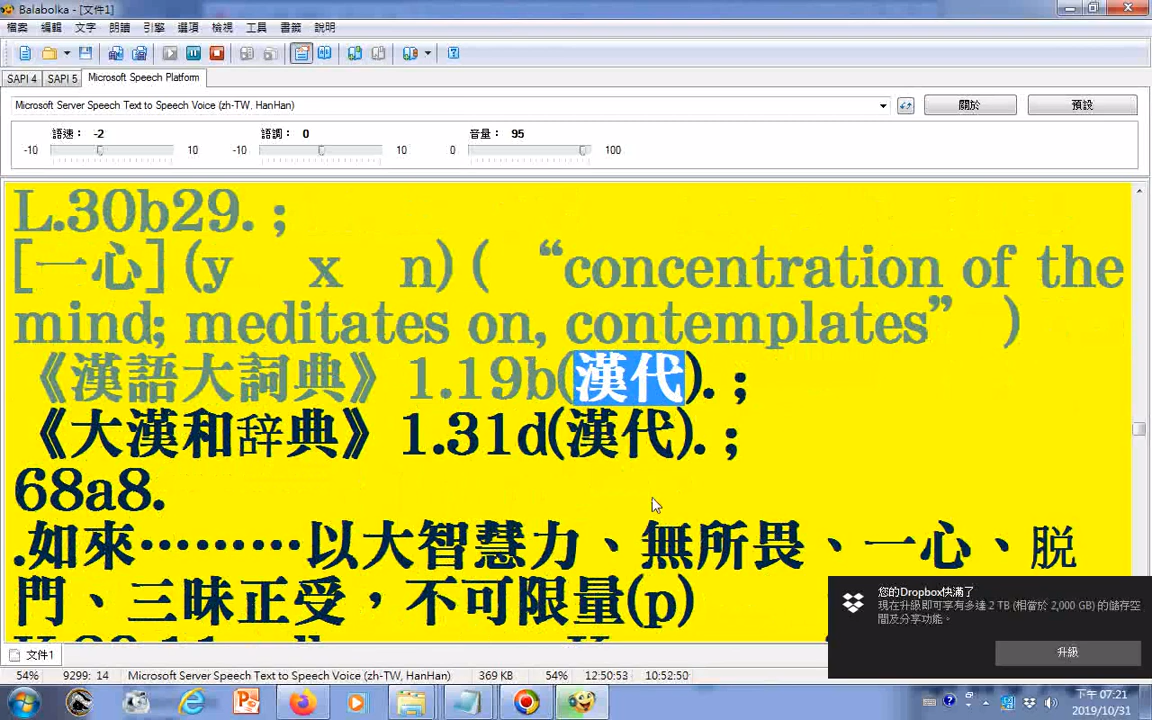 Balabolka - [文件1]
檔案 編輯 文字 朗讀 引擎 選項 檢視 工具 書籤 說明
SAPI 4 SAPI 5 Microsoft Speech Platform
Microsoft Server Speech Text to Speech Voice (zh-TW, HanHan) 關於 預設
語速： -2 語調： 0 音量： 95
-10 10 -10 10 0 100
L.30b29. ;
[一心] (y x n) ( “concentration of the
mind; meditates on, contemplates” )
《漢語大詞典》 1.19b(漢代). ;
《大漢和辞典》 1.31d(漢代). ;
68a8.
.如來………以大智慧力、無所畏、一心、脱
門、三昧正受，不可限量(p)
您的Dropbox快滿了
現在升級即可享有多達 2 TB (相當於 2,000 GB) 的儲存空
間及分享功能。
升級
文件1
54% 9299: 14 Microsoft Server Speech Text to Speech Voice (zh-TW, HanHan) 369 KB 54% 12:50:53 10:52:50
下午 07:21
2019/10/31